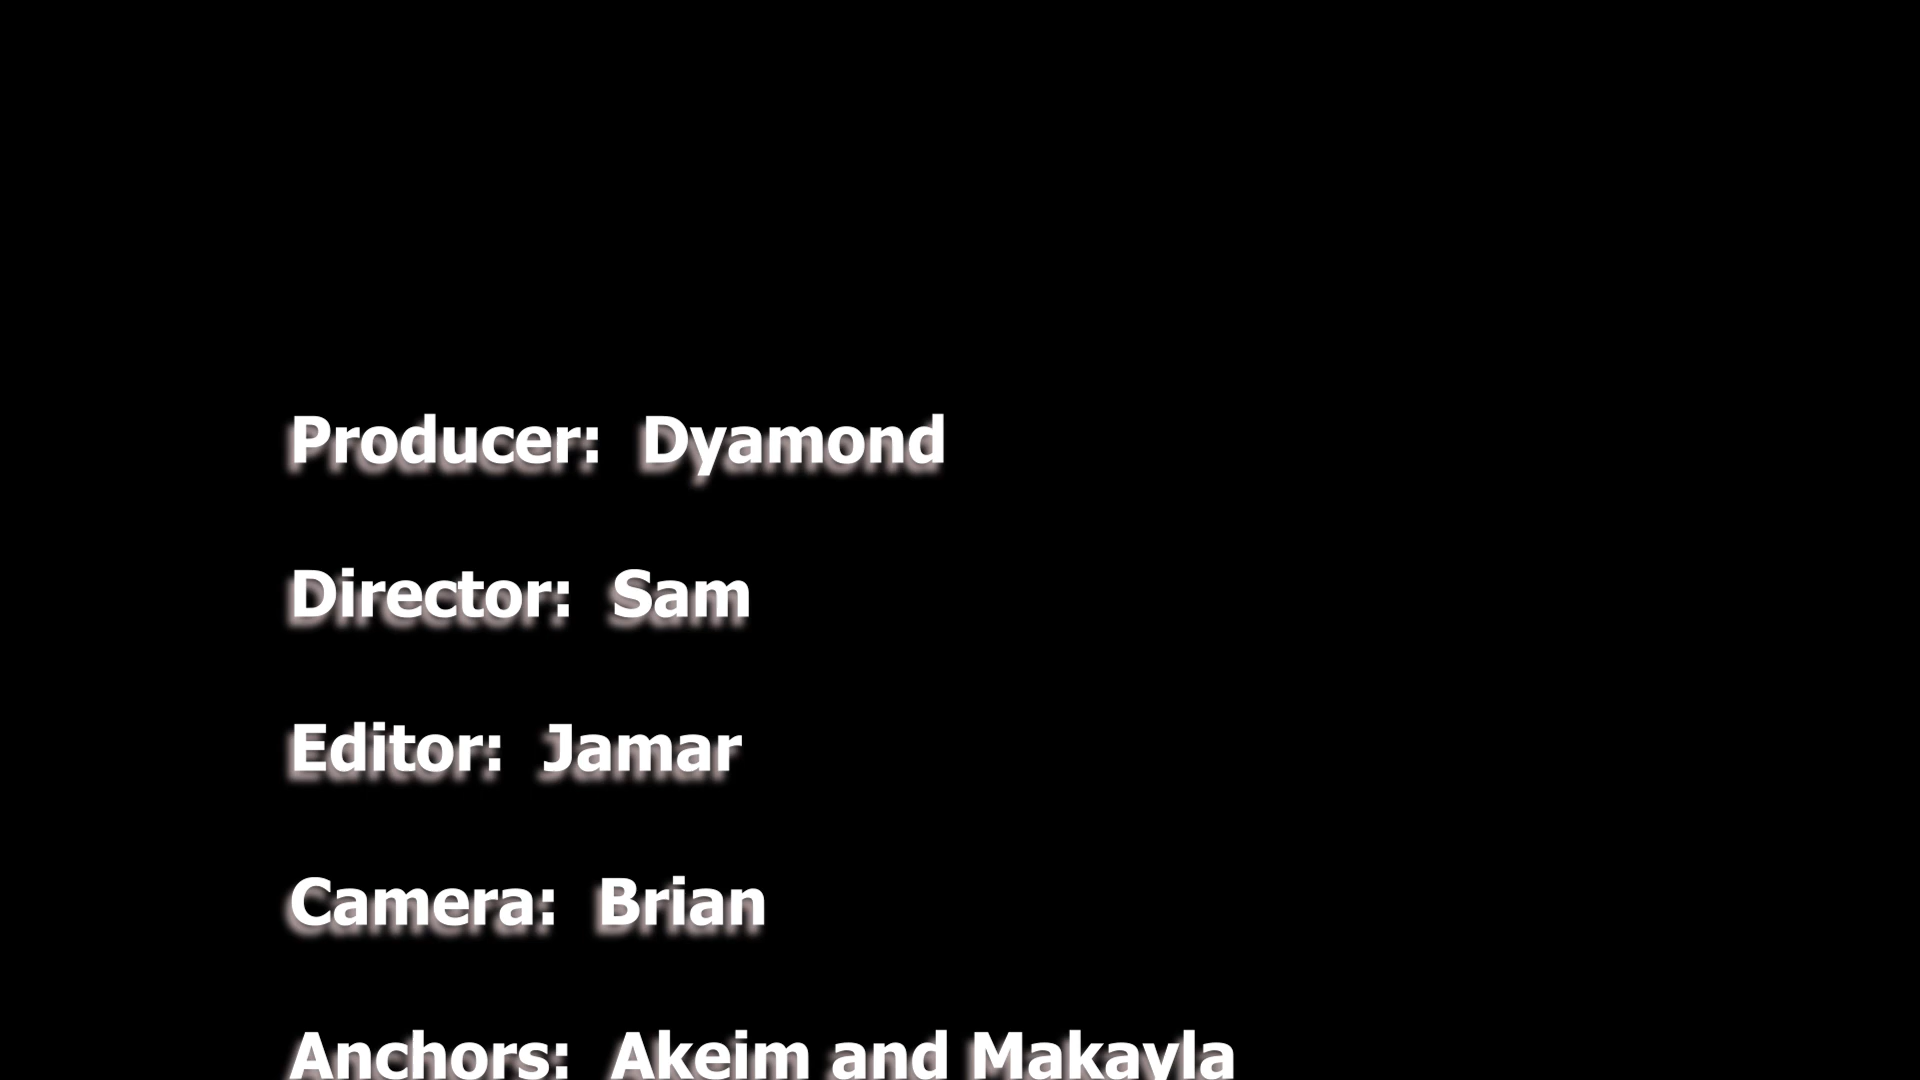 Producer:  Dyamond
Director:  Sam
Editor:  Jamar
Camera:  Brian
Anchors:  Akeim and Makayla